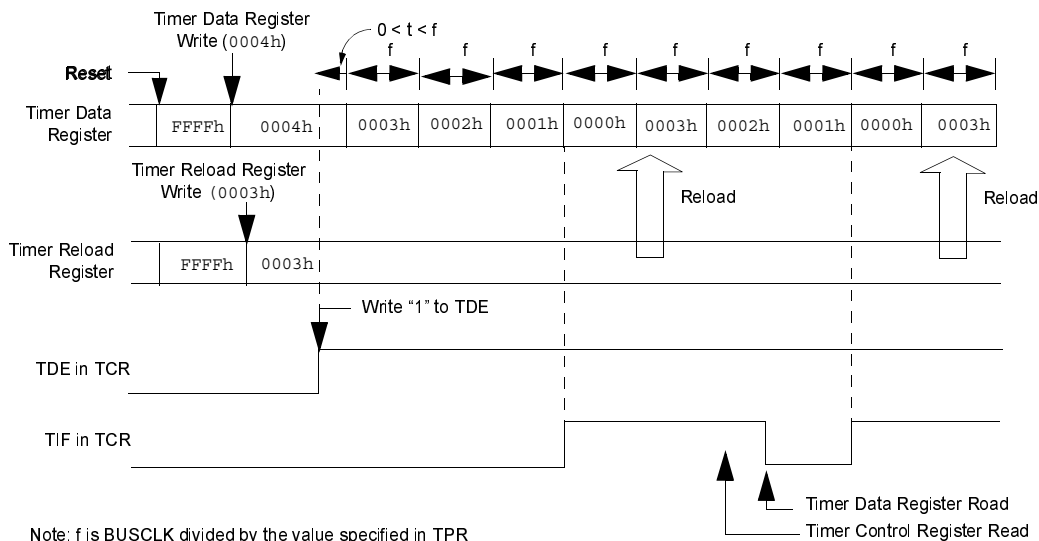 Timer Data Register
Write (0004h)
0 < t < f
f f f f f f f f f
Reset
Timer Data
Register
FFFFh 0004h 0003h 0002h 0001h 0000h 0003h 0002h 0001h 0000h 0003h
Timer Reload Register
Write (0003h)
Reload Reload
Timer Reload
Register
FFFFh 0003h
Write “1” to TDE
TDE in TCR
TIF in TCR
Timer Data Register Road
Timer Control Register Read
Note: f is BUSCLK divided by the value specified in TPR